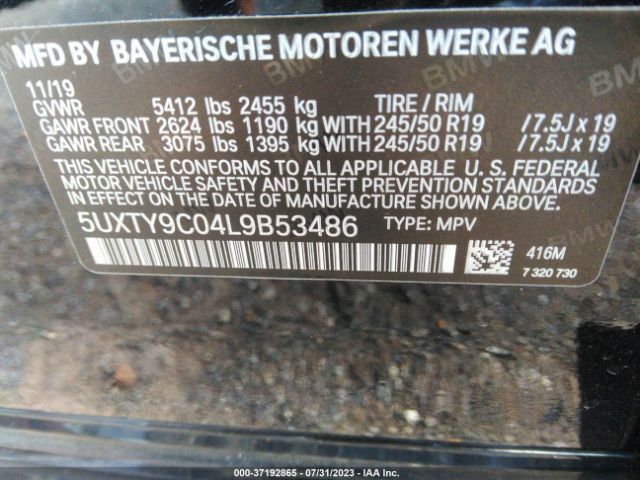 MFD BY BAYERISCHE MOTOREN WERKE AG
11/19
GVWR 5412 lbs 2455 kg TIRE / RIM
GAWR FRONT 2624 lbs 1190 kg WITH 245/50 R19 / 7.5J x 19
GAWR REAR 3075 lbs 1395 kg WITH 245/50 R19 / 7.5J x 19
THIS VEHICLE CONFORMS TO ALL APPLICABLE U. S. FEDERAL
MOTOR VEHICLE SAFETY AND THEFT PREVENTION STANDARDS
IN EFFECT ON THE DATE OF MANUFACTURE SHOWN ABOVE.
5UXTY9C04L9B53486 TYPE: MPV
416M
7 320 730
000-37192865 - 07/31/2023 - IAA Inc.